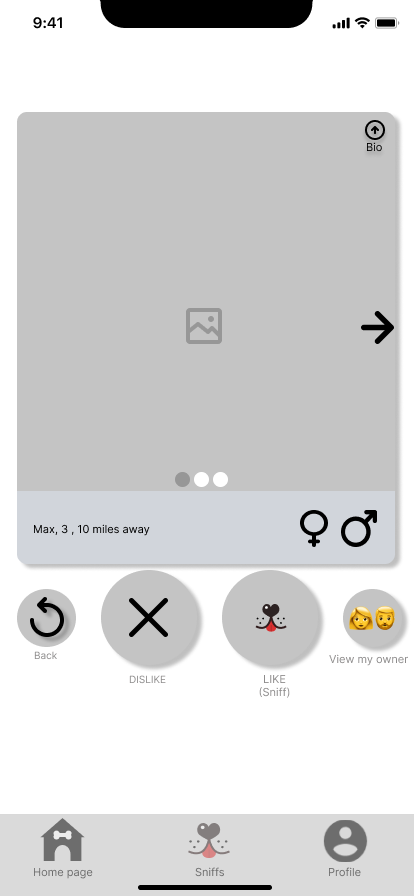 9:41
Bio
Max, 3 , 10 miles away
Back
DISLIKE
LIKE
(Sniff)
View my owner
Home page
Sniffs
Profile